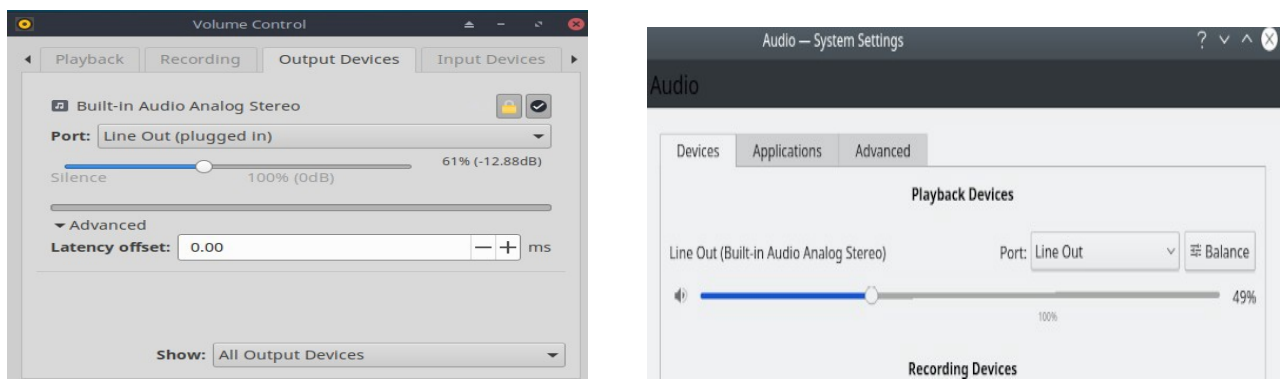 Volume Control
Playback Recording Output Devices Input Devices
Built-in Audio Analog Stereo
Port: Line Out (plugged in)
61% (-12.88dB)
Silence 100% (0dB)
Advanced
Latency offset: 0.00 ms
Show: All Output Devices
Audio — System Settings
Audio
Devices Applications Advanced
Playback Devices
Line Out (Built-in Audio Analog Stereo) Port: Line Out Balance
49%
100%
Recording Devices